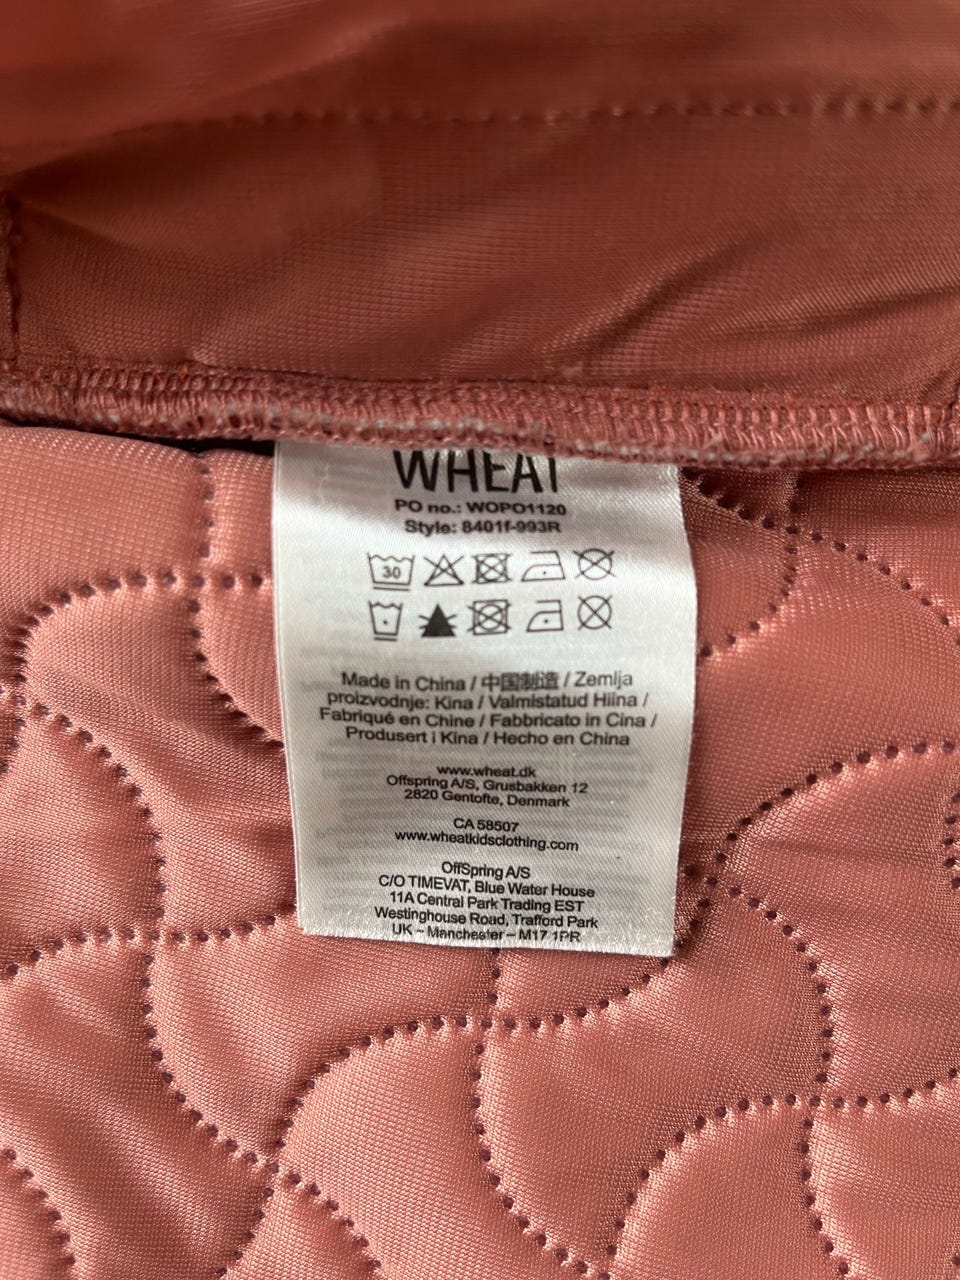 WHEAT
PO no.: WOPO1120
Style: 8401f-993R
30
Made in China / 中国制造 / Zemlja
proizvodnje: Kina / Valmistatud Hiina /
Fabriqué en Chine / Fabbricato in Cina /
Produsert i Kina / Hecho en China
www.wheat.dk
Offspring A/S, Grusbakken 12
2820 Gentofte, Denmark
CA 58507
www.wheatkidsclothing.com
OffSpring A/S
C/O TIMEVAT, Blue Water House
11A Central Park Trading EST
Westinghouse Road, Trafford Park
UK – Manchester – M17 1PR